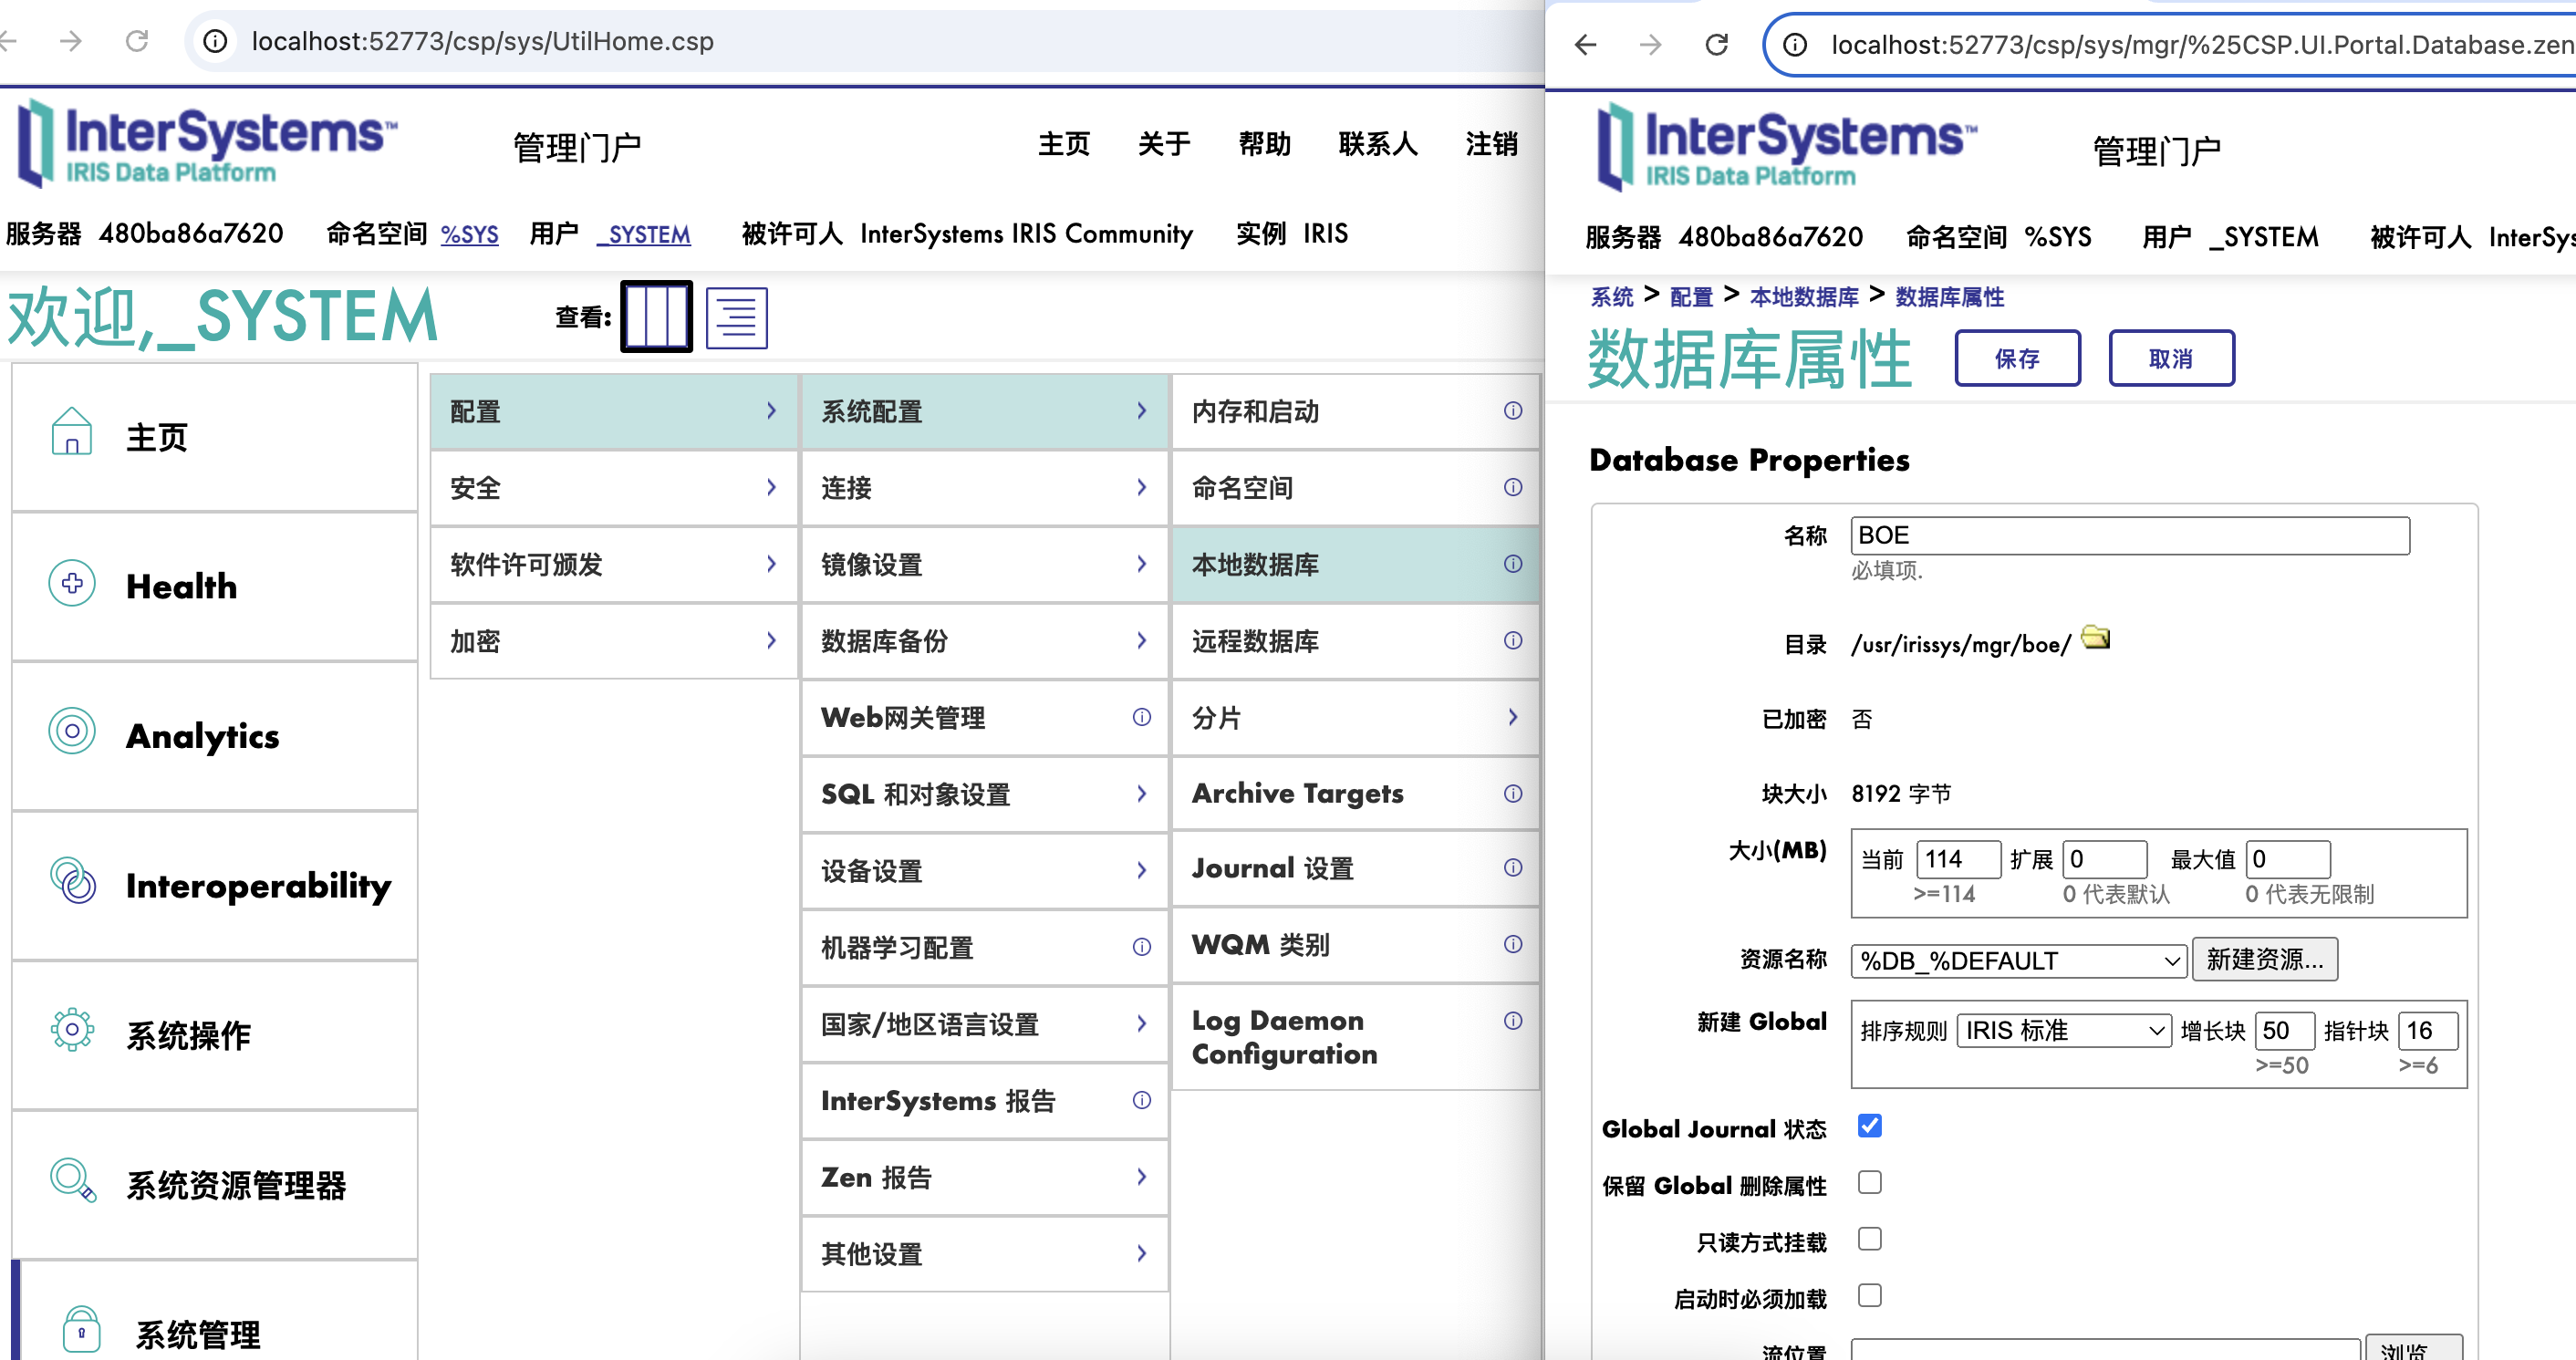 localhost:52773/csp/sys/UtilHome.csp
InterSystems™
IRIS Data Platform
管理门户
主页 关于 帮助 联系人 注销
服务器 480ba86a7620 命名空间 %SYS 用户 _SYSTEM 被许可人 InterSystems IRIS Community 实例 IRIS
欢迎,_SYSTEM
查看:
主页
Health
Analytics
Interoperability
系统操作
系统资源管理器
系统管理
配置
安全
软件许可颁发
加密
系统配置
连接
镜像设置
数据库备份
Web网关管理
SQL 和对象设置
设备设置
机器学习配置
国家/地区语言设置
InterSystems 报告
Zen 报告
其他设置
内存和启动
命名空间
本地数据库
远程数据库
分片
Archive Targets
Journal 设置
WQM 类别
Log Daemon
Configuration
localhost:52773/csp/sys/mgr/%25CSP.UI.Portal.Database.zen
InterSystems™
IRIS Data Platform
管理门户
服务器 480ba86a7620 命名空间 %SYS 用户 _SYSTEM 被许可人 InterSys
系统 > 配置 > 本地数据库 > 数据库属性
数据库属性 保存 取消
Database Properties
名称 BOE
必填项.
目录 /usr/irissys/mgr/boe/
已加密 否
块大小 8192 字节
大小(MB) 当前 114 扩展 0 最大值 0
>=114 0 代表默认 0 代表无限制
资源名称 %DB_%DEFAULT 新建资源...
新建 Global 排序规则 IRIS 标准 增长块 50 指针块 16
>=50 >=6
Global Journal 状态
保留 Global 删除属性
只读方式挂载
启动时必须加载
流位置 浏览